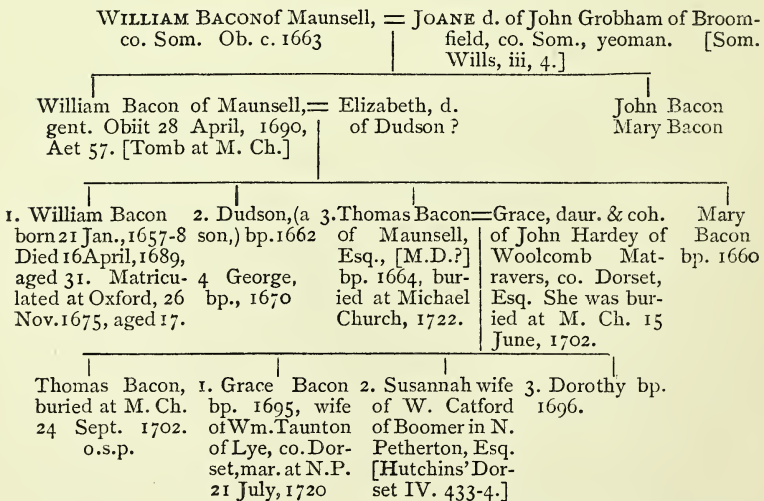 WILLIAM BACON of Maunsell, = JOANE d. of John Grobham of Broom-
co. Som. Ob. c. 1663
field, co. Som., yeoman. [Som.
Wills, iii, 4.]
William Bacon of Maunsell,=
gent. Obiit 28 April, 1690,
Aet 57. [Tomb at M. Ch.]
Elizabeth, d.
of Dudson ?
John Bacon
Mary Bacon
1. William Bacon
born 21 Jan., 1657-8
Died 16 April, 1689,
aged 31. Matricu-
lated at Oxford, 26
Nov. 1675, aged 17.
2. Dudson, (a
son,) bp. 1662
4 George,
bp., 1670
3. Thomas Bacon=
of Maunsell,
Esq., [M.D.?]
bp. 1664, bur-
ied at Michael
Church, 1722.
Grace, daur. & coh.
of John Hardey of
Woolcomb Mat-
ravers, co. Dorset,
Esq. She was bur-
ied at M. Ch. 15
June, 1702.
Mary
Bacon
bp. 1660
Thomas Bacon,
buried at M. Ch.
24 Sept. 1702.
o.s.p.
1. Grace Bacon
bp. 1695, wife
of Wm. Taunton
of Lye, co. Dor-
set, mar. at N.P.
21 July, 1720
2. Susannah wife
of W. Catford
of Boomer in N.
Petherton, Esq.
[Hutchins' Dor-
set IV. 433-4.]
3. Dorothy bp.
1696.